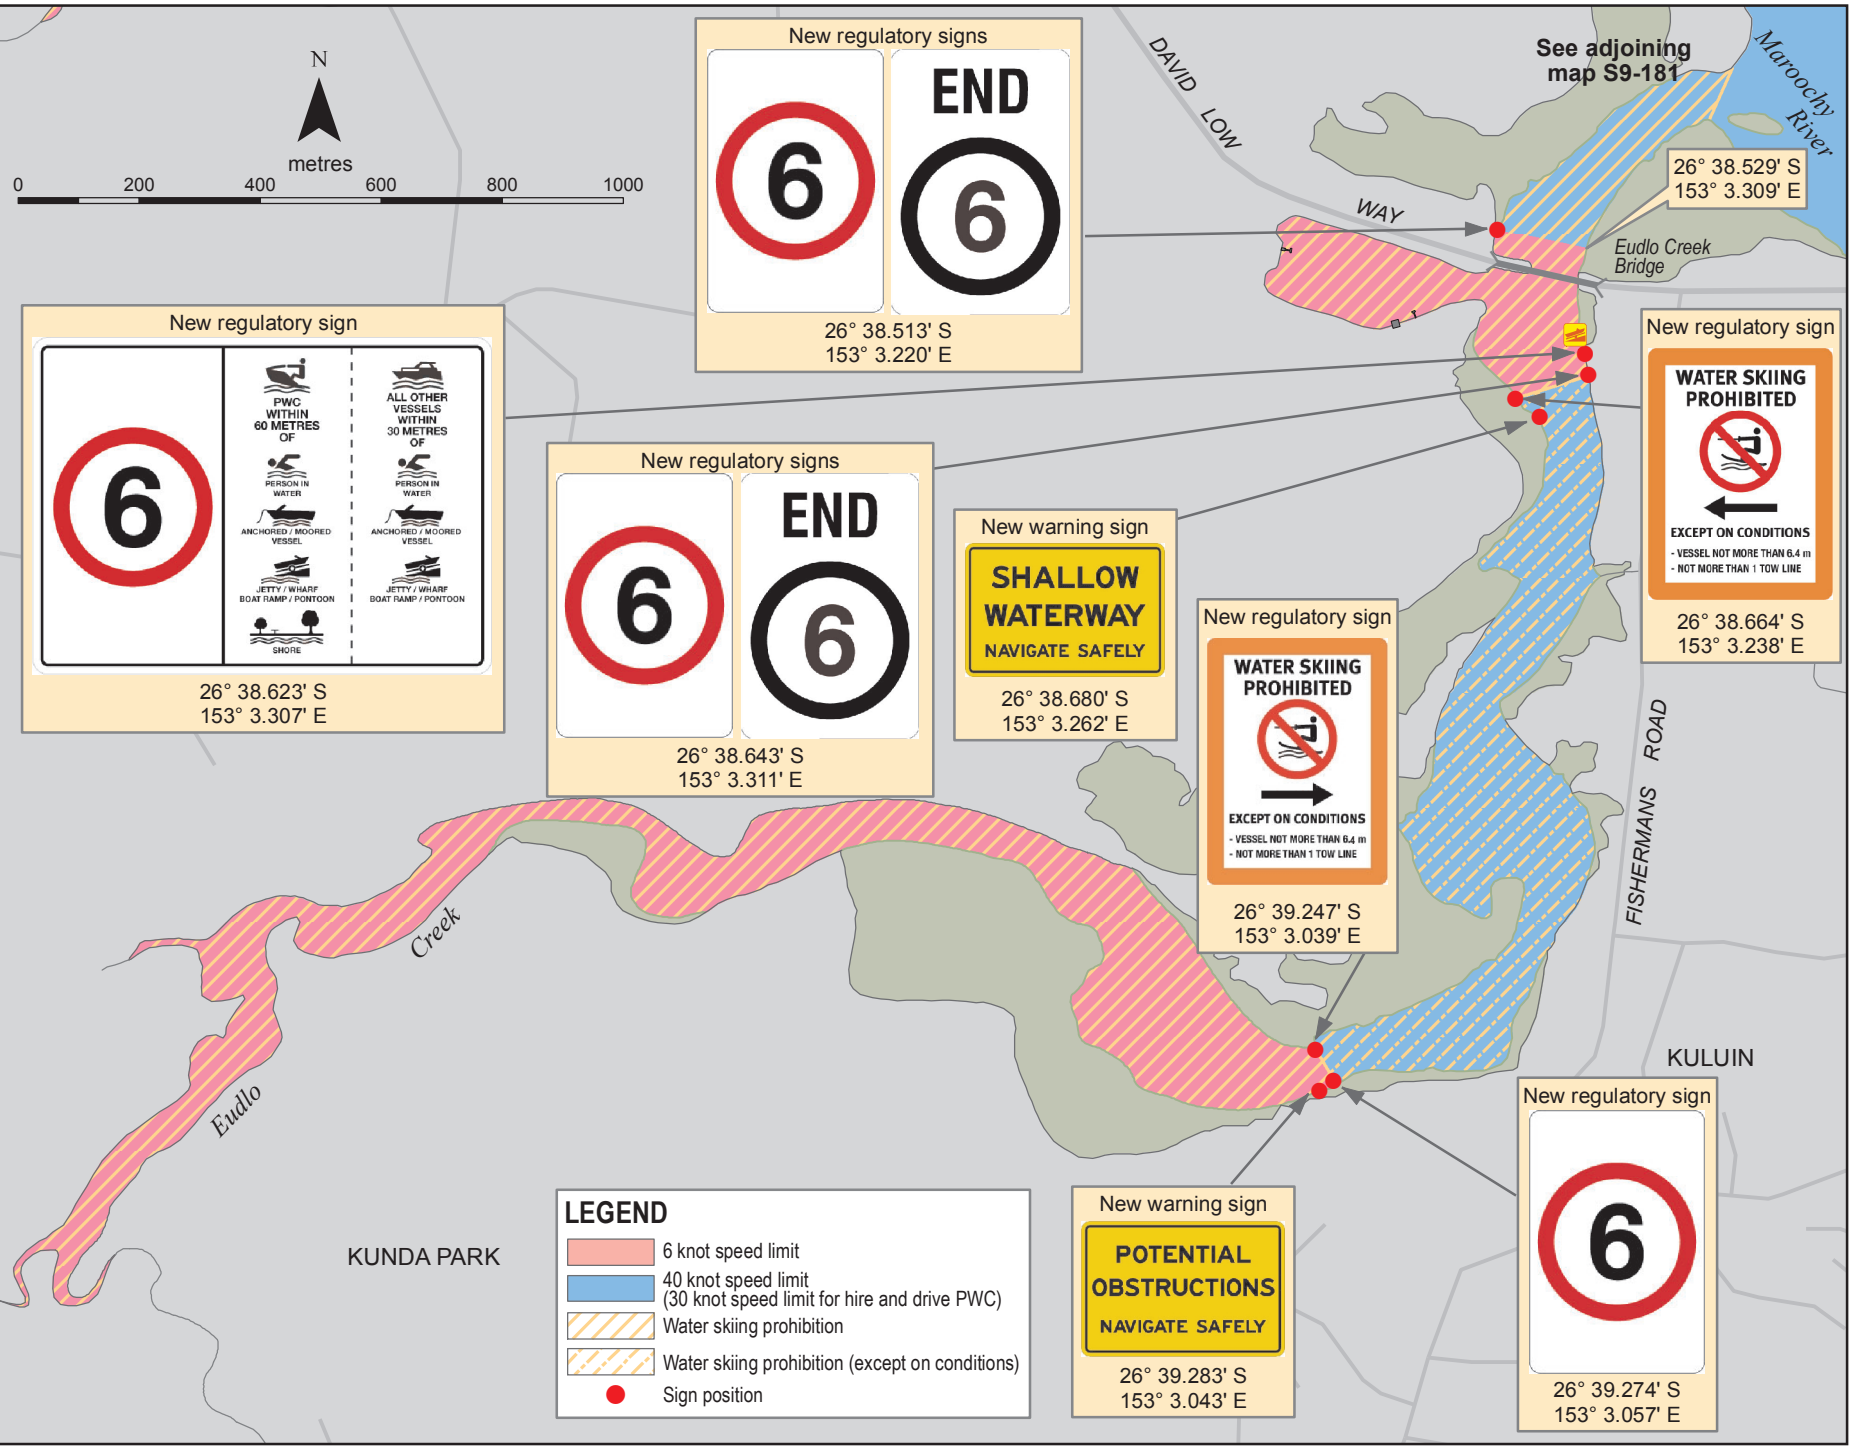 N
metres
0 200 400 600 800 1000
New regulatory signs
6
END
6
26° 38.513' S
153° 3.220' E
DAVID LOW WAY
See adjoining
map S9-181
Maroochy
River
26° 38.529' S
153° 3.309' E
Eudlo Creek
Bridge
New regulatory sign
6
PWC
WITHIN
60 METRES
OF
PERSON IN
WATER
ANCHORED / MOORED
VESSEL
JETTY / WHARF
BOAT RAMP / PONTOON
SHORE
ALL OTHER
VESSELS
WITHIN
30 METRES
OF
PERSON IN
WATER
ANCHORED / MOORED
VESSEL
JETTY / WHARF
BOAT RAMP / PONTOON
26° 38.623' S
153° 3.307' E
New regulatory signs
6
END
6
26° 38.643' S
153° 3.311' E
New warning sign
SHALLOW
WATERWAY
NAVIGATE SAFELY
26° 38.680' S
153° 3.262' E
New regulatory sign
WATER SKIING
PROHIBITED
EXCEPT ON CONDITIONS
- VESSEL NOT MORE THAN 6.4 m
- NOT MORE THAN 1 TOW LINE
26° 38.664' S
153° 3.238' E
New regulatory sign
WATER SKIING
PROHIBITED
EXCEPT ON CONDITIONS
- VESSEL NOT MORE THAN 6.4 m
- NOT MORE THAN 1 TOW LINE
26° 39.247' S
153° 3.039' E
FISHERMANS ROAD
Eudlo Creek
KULUIN
KUNDA PARK
LEGEND
6 knot speed limit
40 knot speed limit
(30 knot speed limit for hire and drive PWC)
Water skiing prohibition
Water skiing prohibition (except on conditions)
Sign position
New warning sign
POTENTIAL
OBSTRUCTIONS
NAVIGATE SAFELY
26° 39.283' S
153° 3.043' E
New regulatory sign
6
26° 39.274' S
153° 3.057' E